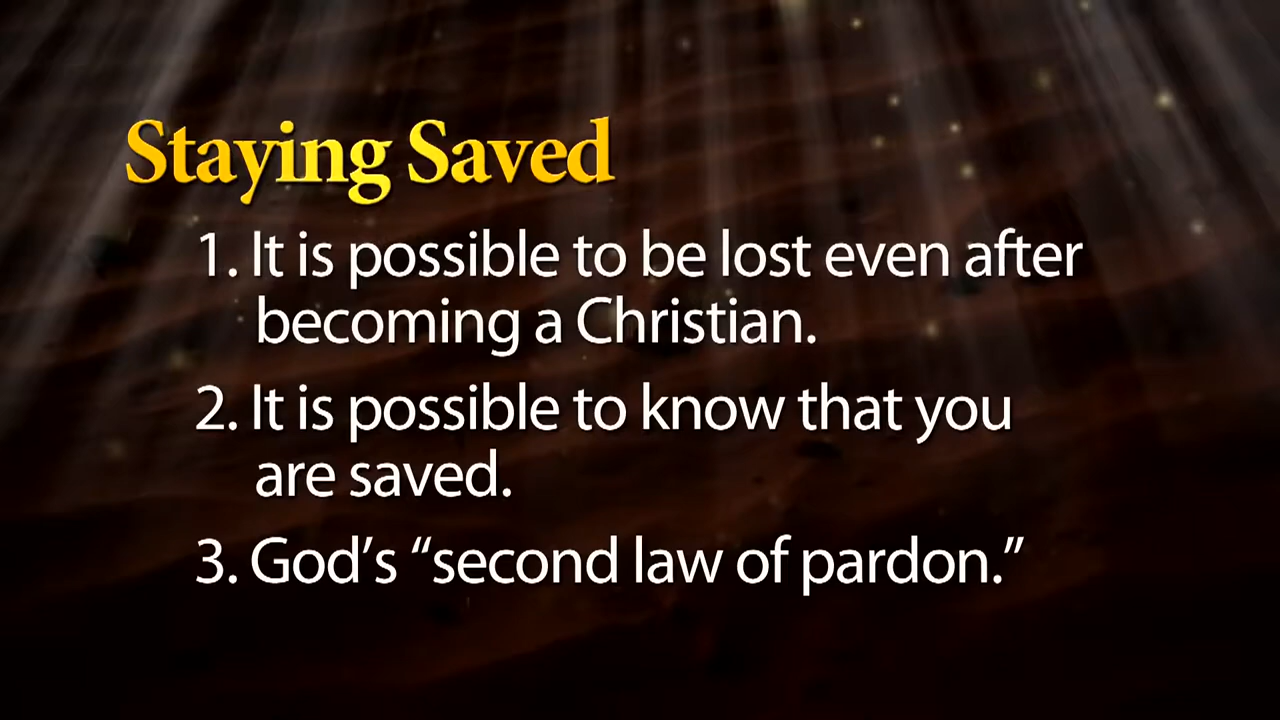 Staying Saved
1. It is possible to be lost even after
becoming a Christian.
2. It is possible to know that you
are saved.
3. God’s “second law of pardon.”